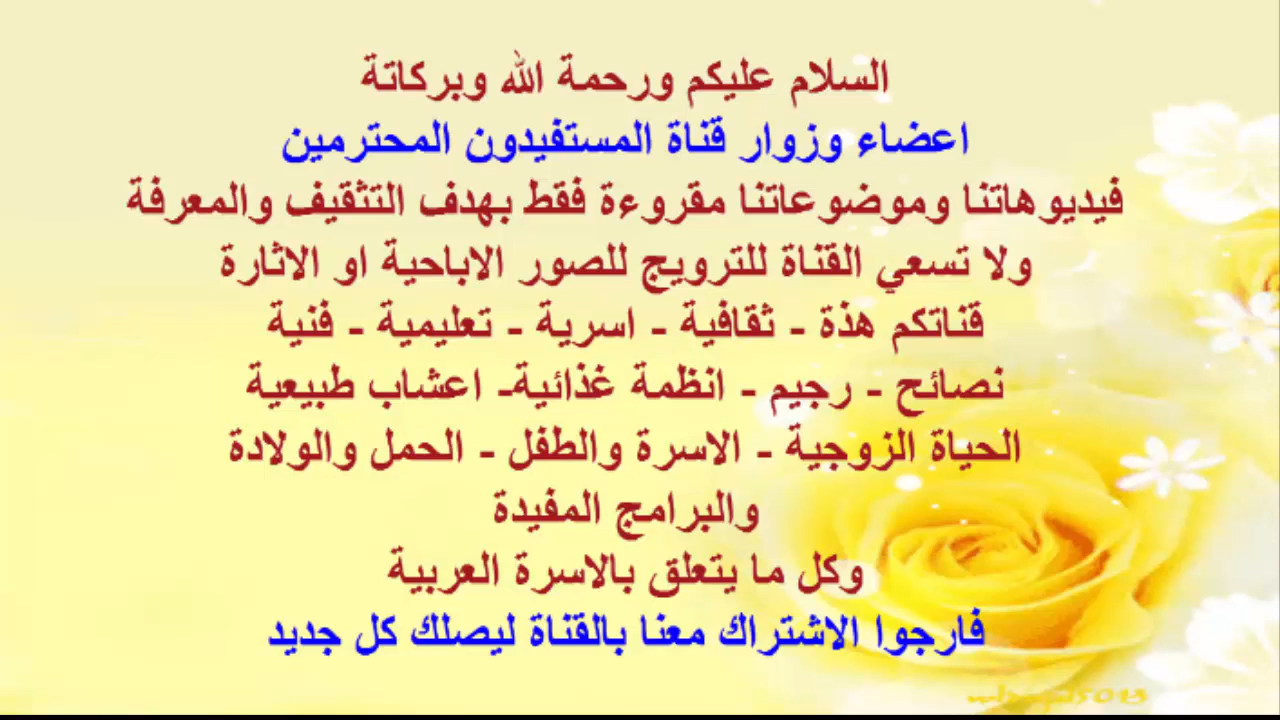 السلام عليكم ورحمة الله وبركاتة
اعضاء وزوار قناة المستفيدون المحترمين
فيديوهاتنا وموضوعاتنا مقروءة فقط بهدف التثقيف والمعرفة
ولا تسعي القناة للترويج للصور الاباحية او الاثارة
قناتكم هذة - ثقافية - اسرية - تعليمية - فنية
نصائح - رجيم - انظمة غذائية- اعشاب طبيعية
الحياة الزوجية - الاسرة والطفل - الحمل والولادة
والبرامج المفيدة
وكل ما يتعلق بالاسرة العربية
فارجوا الاشتراك معنا بالقناة ليصلك كل جديد